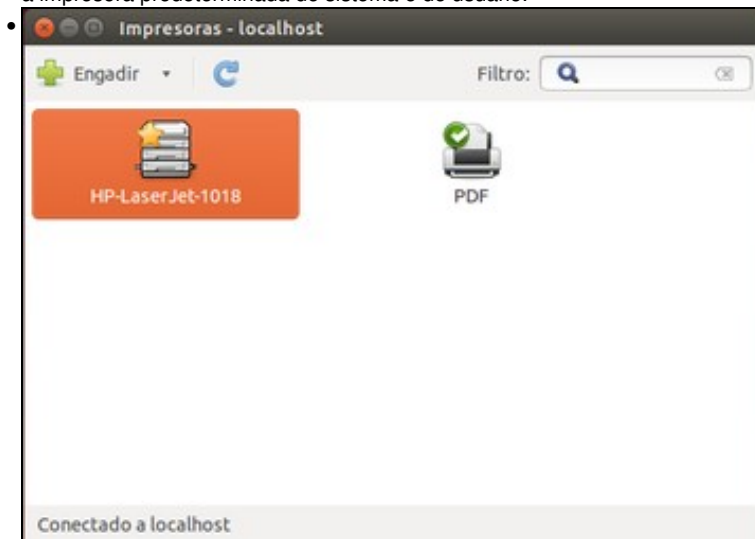 a impresora predeterminada do sistema e do usuario.
Impresoras - localhost
Engadir
Filtro:
HP-LaserJet-1018
PDF
Conectado a localhost